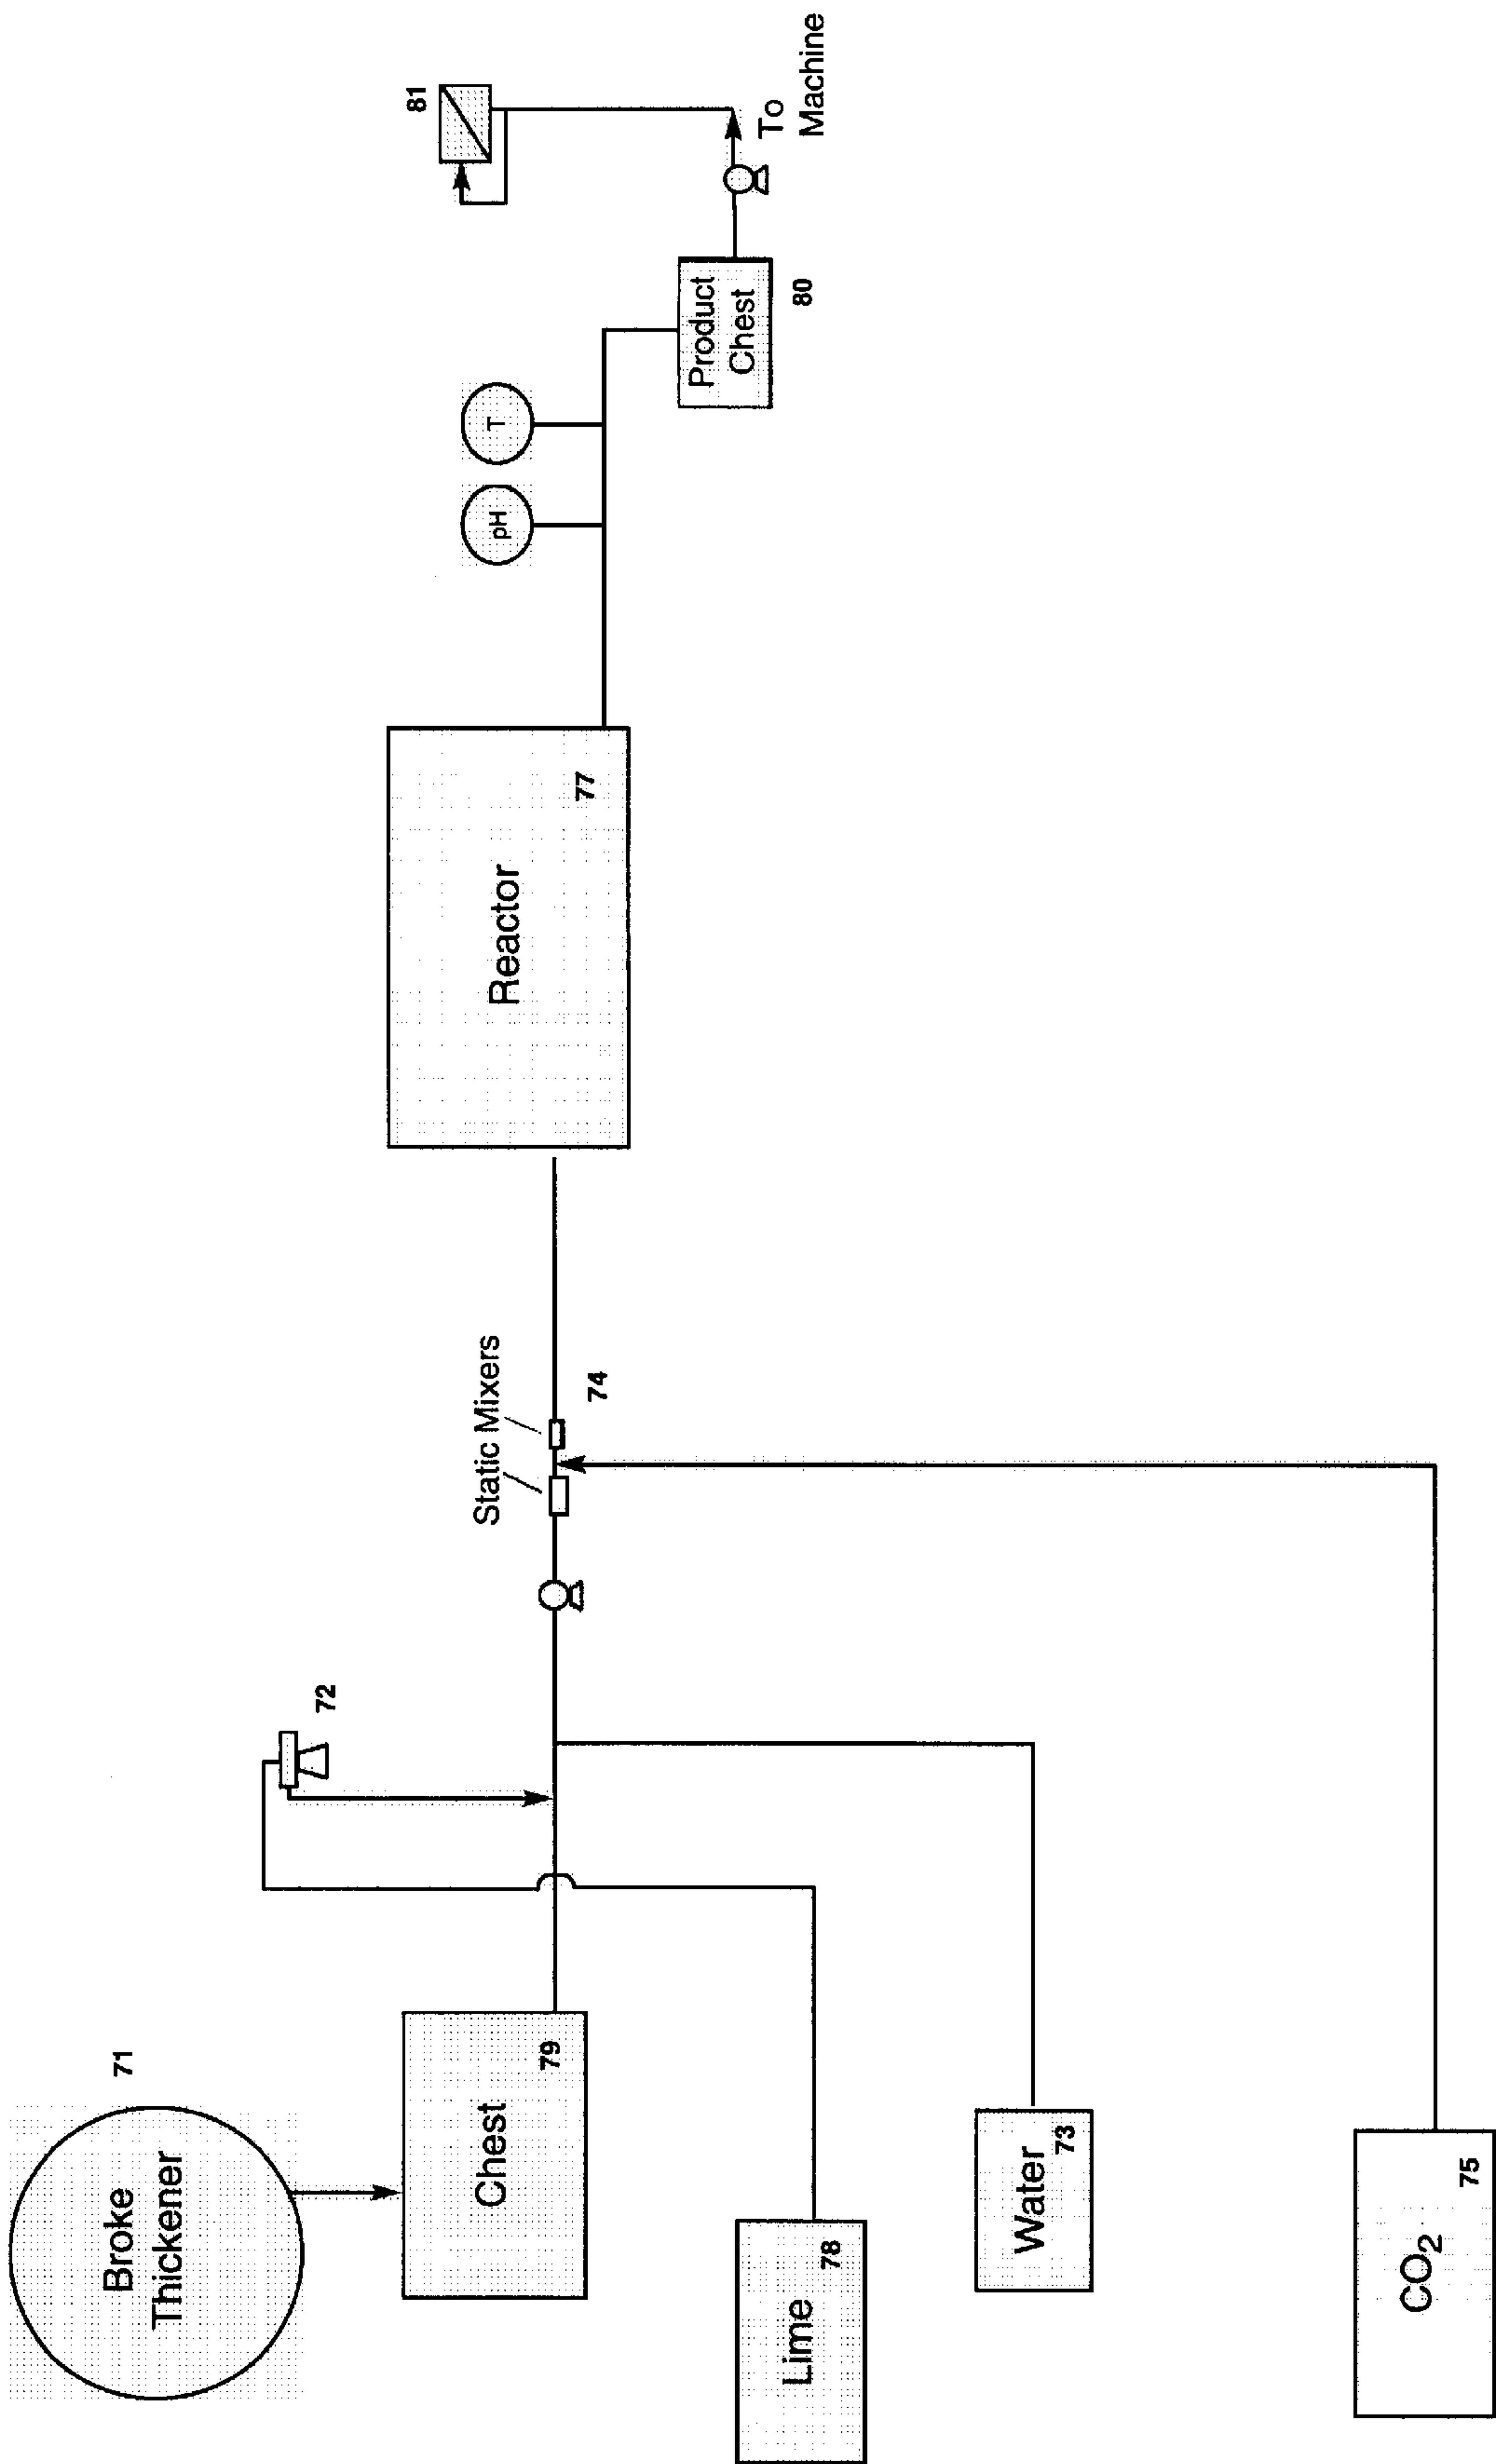 Broke
Thickener
71
Chest
79
72
Lime
78
Water
73
CO₂
75
Static Mixers
74
Reactor
77
pH
T
Product
Chest
80
81
To
Machine